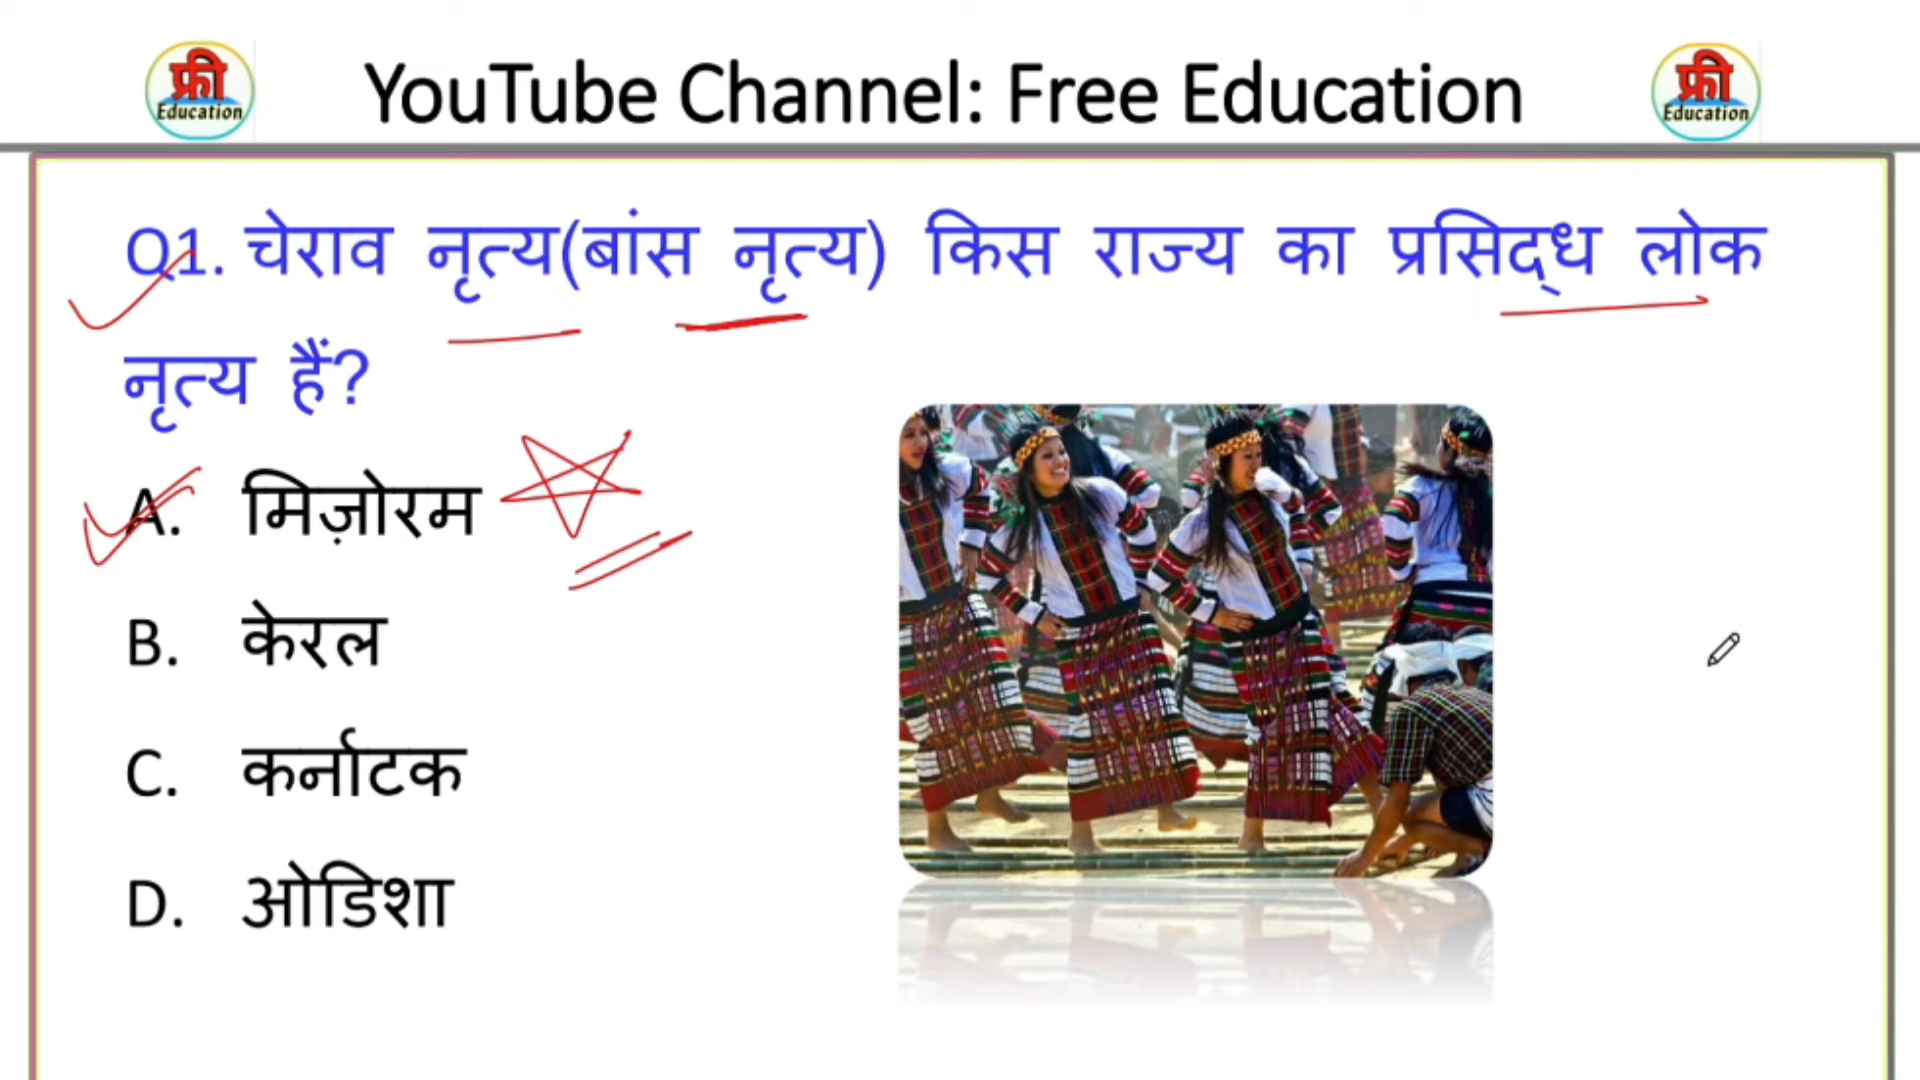 फ्री
Education
YouTube Channel: Free Education
फ्री
Education
Q1. चेराव नृत्य(बांस नृत्य) किस राज्य का प्रसिद्ध लोक
नृत्य हैं?
A. मिज़ोरम
B. केरल
C. कर्नाटक
D. ओडिशा